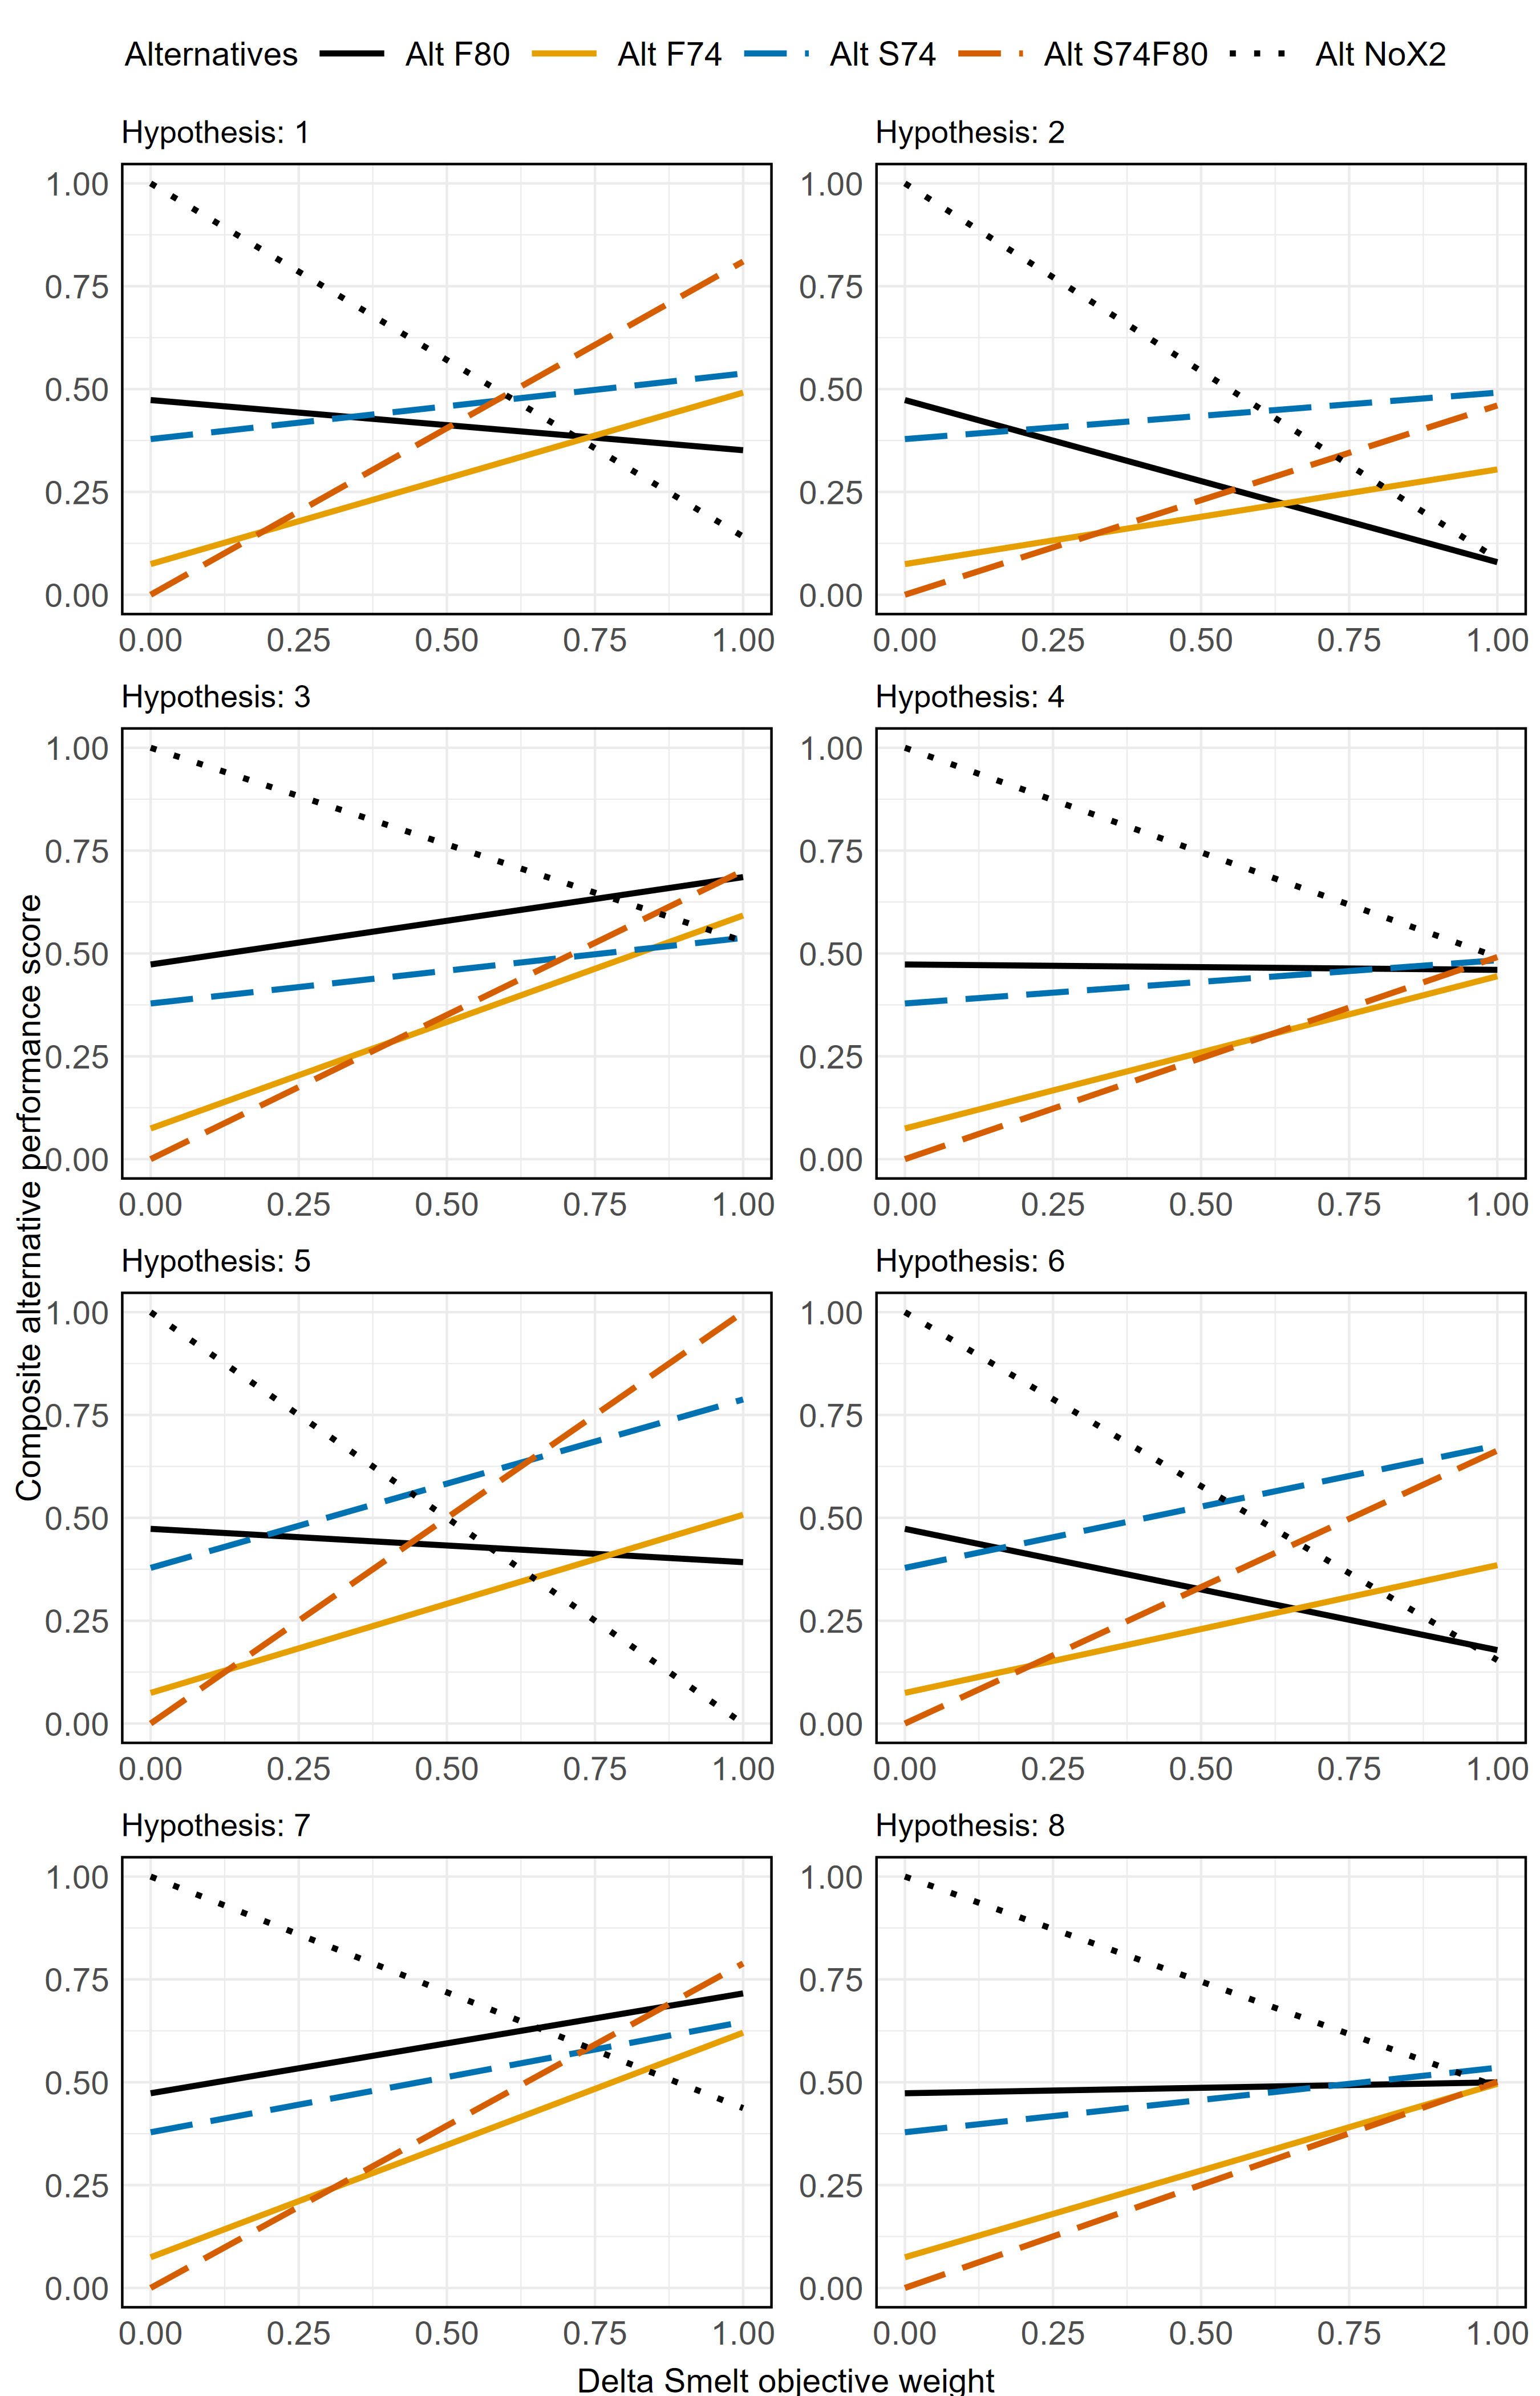 Alternatives Alt F80 Alt F74 Alt S74 Alt S74F80 Alt NoX2
Hypothesis: 1
1.00
0.75
0.50
0.25
0.00
0.00 0.25 0.50 0.75 1.00
Hypothesis: 2
1.00
0.75
0.50
0.25
0.00
0.00 0.25 0.50 0.75 1.00
Hypothesis: 3
1.00
0.75
0.50
0.25
0.00
0.00 0.25 0.50 0.75 1.00
Hypothesis: 4
1.00
0.75
0.50
0.25
0.00
0.00 0.25 0.50 0.75 1.00
Composite alternative performance score
Hypothesis: 5
1.00
0.75
0.50
0.25
0.00
0.00 0.25 0.50 0.75 1.00
Hypothesis: 6
1.00
0.75
0.50
0.25
0.00
0.00 0.25 0.50 0.75 1.00
Hypothesis: 7
1.00
0.75
0.50
0.25
0.00
0.00 0.25 0.50 0.75 1.00
Hypothesis: 8
1.00
0.75
0.50
0.25
0.00
0.00 0.25 0.50 0.75 1.00
Delta Smelt objective weight